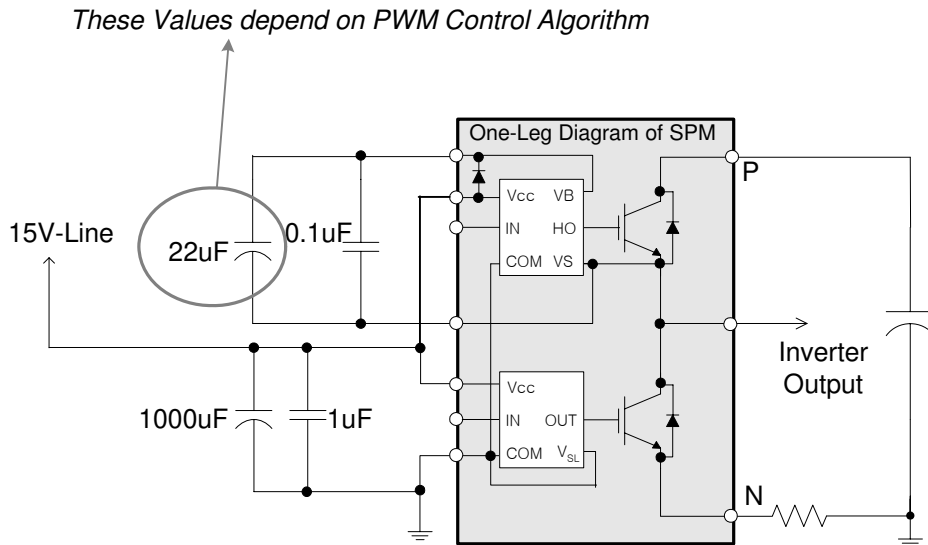 These Values depend on PWM Control Algorithm
One-Leg Diagram of SPM
P
Vcc VB
15V-Line
22uF
0.1uF
IN HO
COM VS
Inverter
Output
Vcc
1000uF
1uF
IN OUT
COM VSL
N